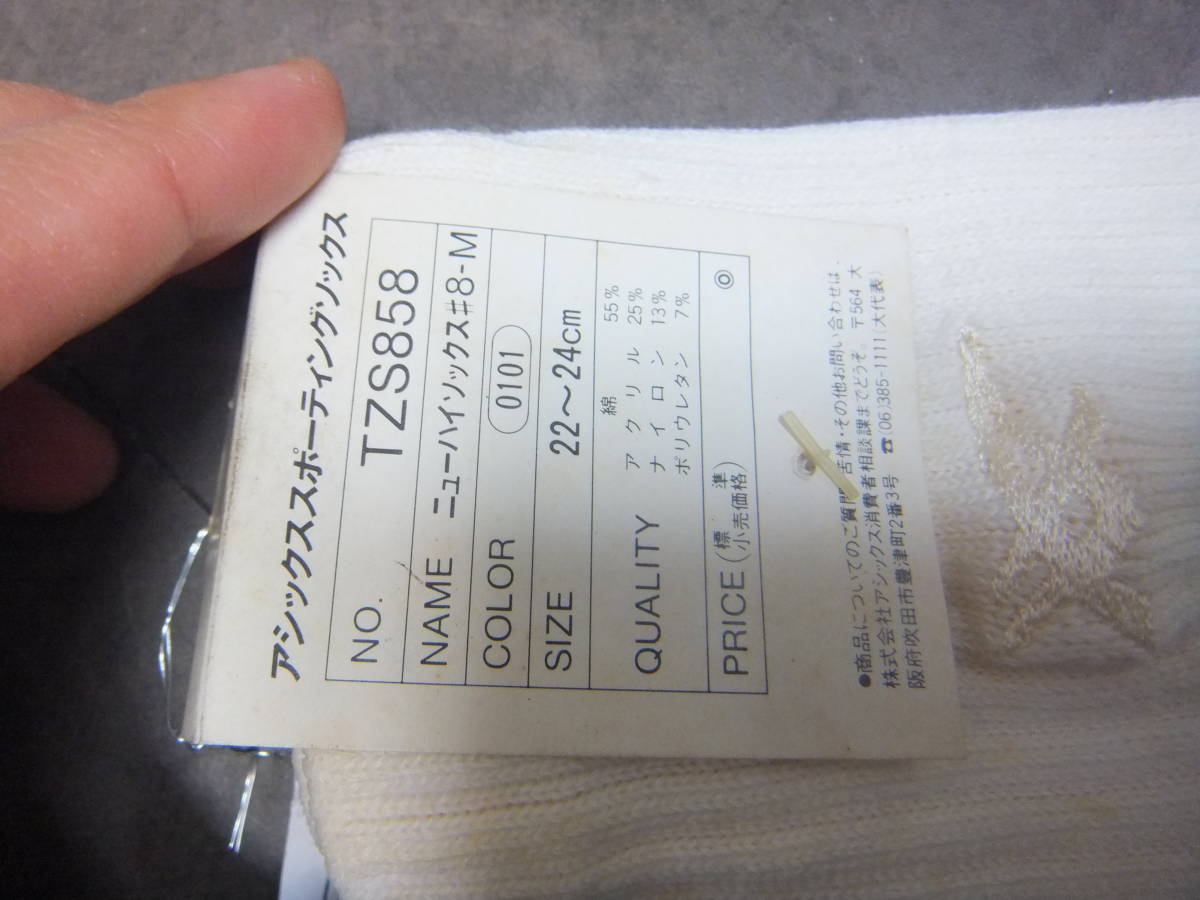 アシックススポーティングソックス
NO. TZS858
NAME ニューハイソックス#8-M
COLOR 0101
SIZE 22〜24cm
QUALITY 綿 55%
アクリル 25%
ナイロン 13%
ポリウレタン 7%
PRICE (標準小売価格) ◎
●商品についてのご質問 苦情・その他お問い合わせは、
株式会社アシックス消費者相談課までどうぞ。〒564 大
阪府吹田市豊津町2番3号 ☎(06)385-1111(大代表)